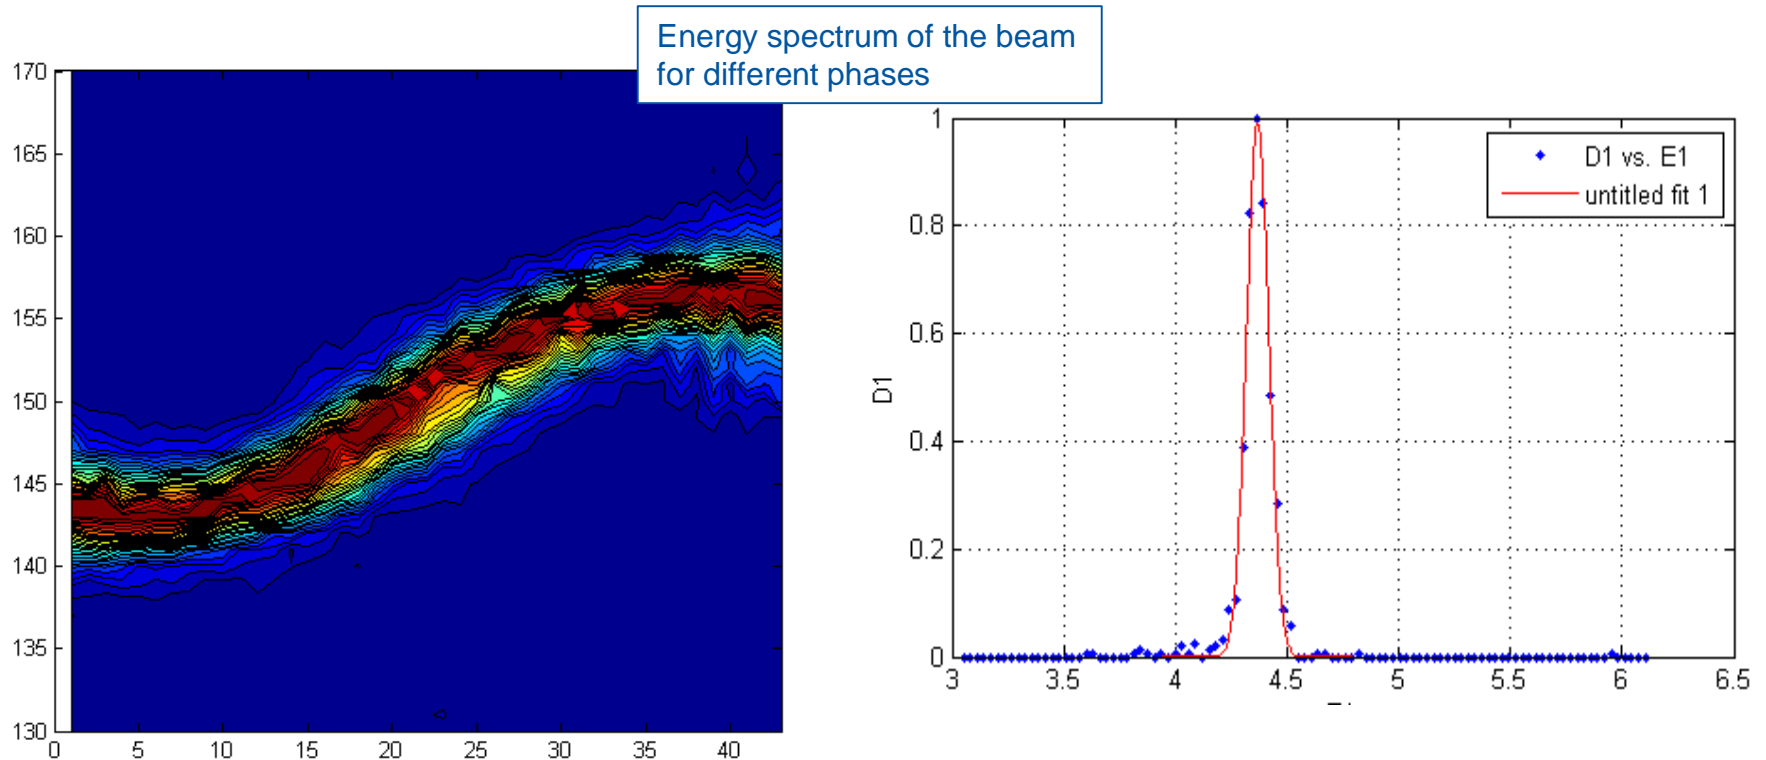 Energy spectrum of the beam
for different phases
170
165
160
155
150
145
140
135
130
0 5 10 15 20 25 30 35 40
1
0.8
0.6
0.4
0.2
0
D1
3 3.5 4 4.5 5 5.5 6 6.5
D1 vs. E1
untitled fit 1